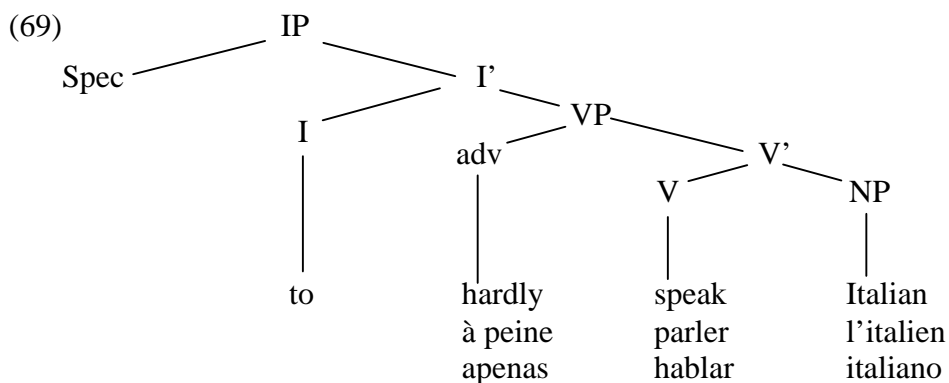 (69) IP
Spec I’
I VP
adv V’
V NP
to hardly speak Italian
à peine parler l’italien
apenas hablar italiano